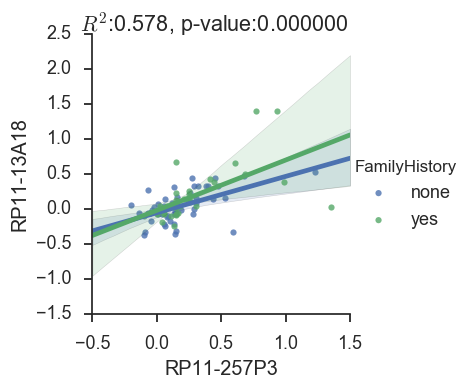 R²:0.578, p-value:0.000000
2.5
2.0
1.5
1.0
0.5
0.0
−0.5
−1.0
−1.5
RP11-13A18
−0.5 0.0 0.5 1.0 1.5
RP11-257P3
FamilyHistory
none
yes